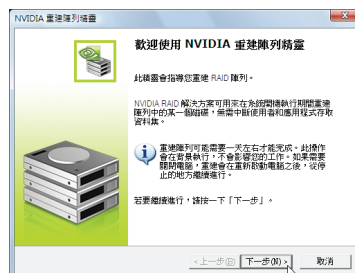 NVIDIA 重建陣列精靈
歡迎使用 NVIDIA 重建陣列精靈
此精靈會指導您重建 RAID 陣列。
NVIDIA RAID 解決方案可用來在系統開機執行期間重建
陣列中的某一個磁碟，無需中斷使用者和應用程式存取
資料集。
重建陣列可能需要一天左右才能完成。此操作
會在背景執行，不會影響您的工作。如果需要
關閉電腦，重建會在重新啟動電腦之後，從停
止的地方繼續進行。
若要繼續進行，請按一下「下一步」。
<上一步(B) 下一步(N)> 取消